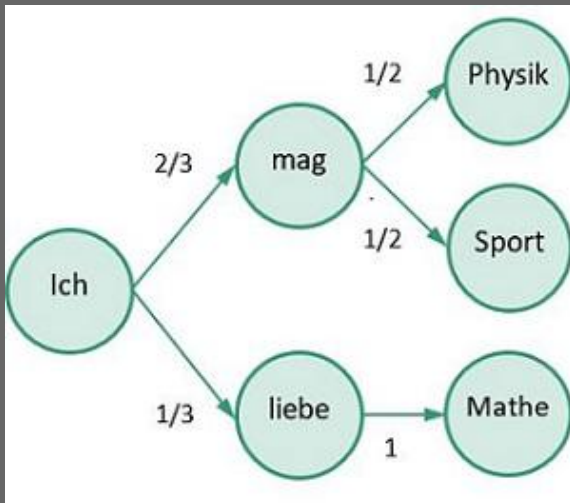 1/2
Physik
2/3
mag
1/2
Sport
Ich
1/3
liebe
1
Mathe